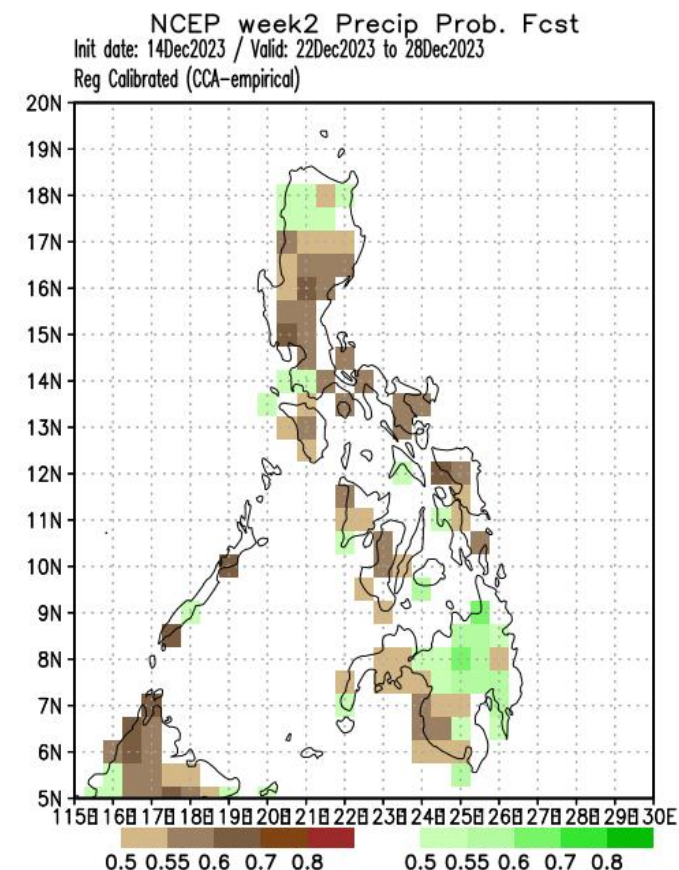 NCEP week2 Precip Prob. Fcst
Init date: 14Dec2023 / Valid: 22Dec2023 to 28Dec2023
Reg Calibrated (CCA-empirical)
20N
19N
18N
17N
16N
15N
14N
13N
12N
11N
10N
9N
8N
7N
6N
5N
115E 116E 117E 118E 119E 120E 121E 122E 123E 124E 125E 126E 127E 128E 129E 130E
0.5 0.55 0.6 0.7 0.8 0.5 0.55 0.6 0.7 0.8